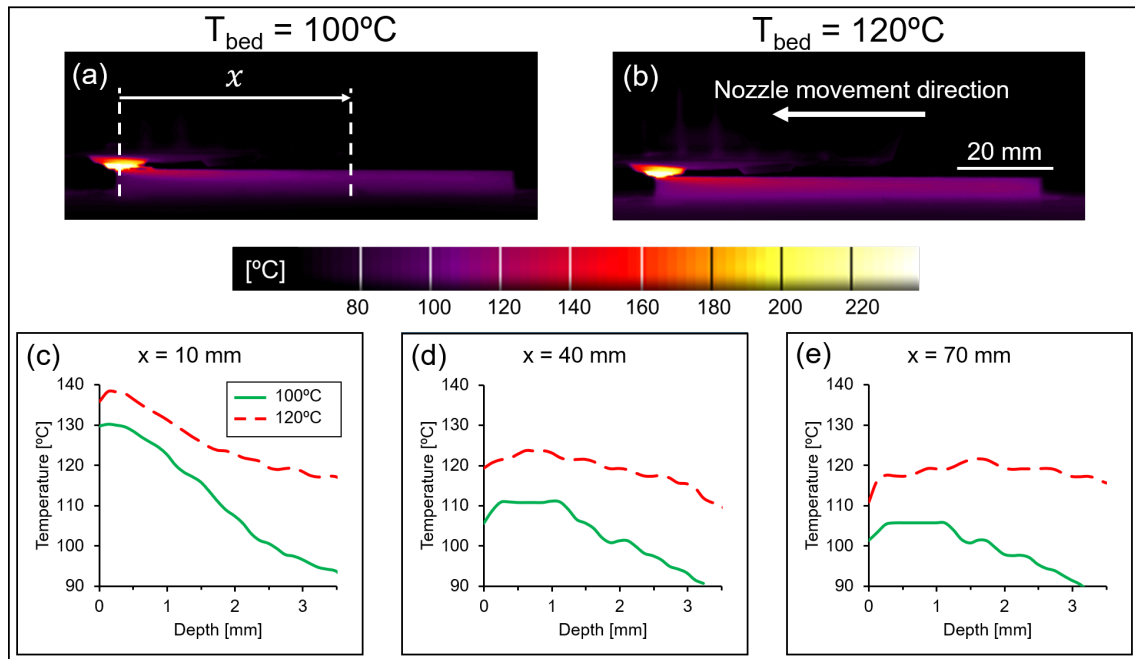 T_bed = 100ºC
T_bed = 120ºC
(a)
x
(b)
Nozzle movement direction
20 mm
[ºC]
80 100 120 140 160 180 200 220
(c)
x = 10 mm
140
130
120
110
100
90
0 1 2 3
Temperature [ºC]
Depth [mm]
100ºC
120ºC
(d)
x = 40 mm
140
130
120
110
100
90
0 1 2 3
Temperature [ºC]
Depth [mm]
(e)
x = 70 mm
140
130
120
110
100
90
0 1 2 3
Temperature [ºC]
Depth [mm]